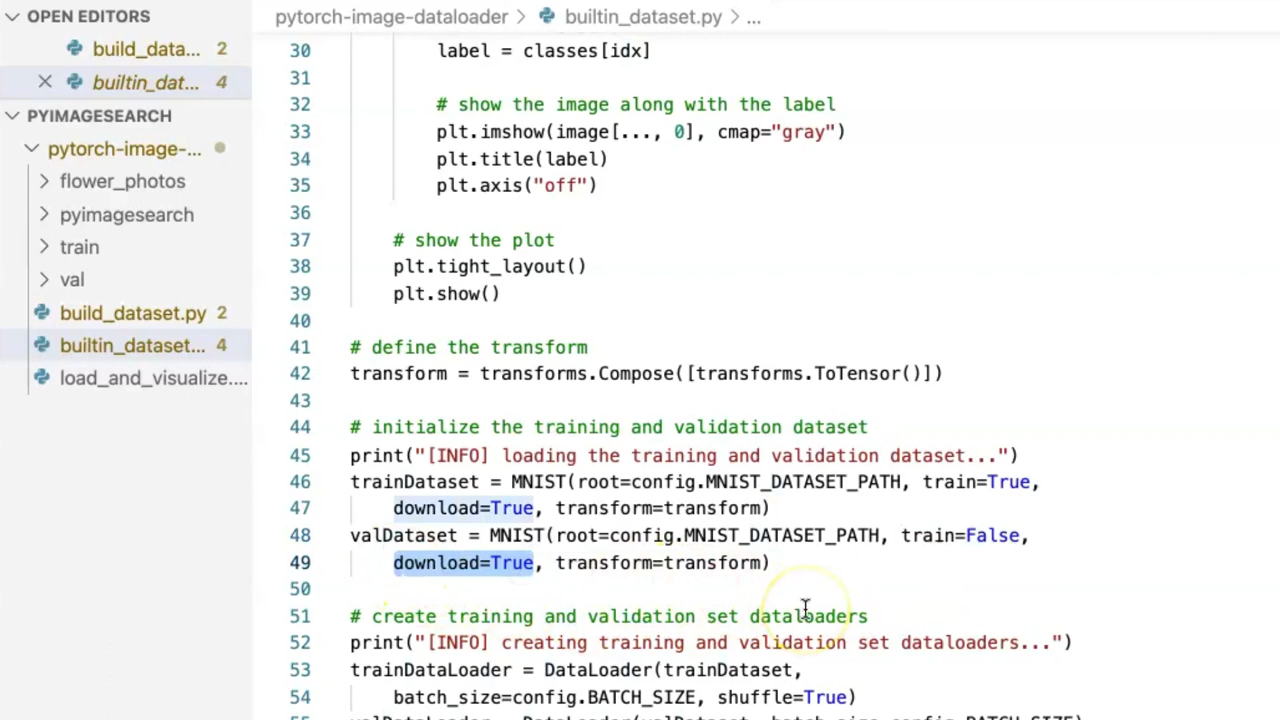 OPEN EDITORS
build_data... 2
builtin_dat... 4
PYIMAGESEARCH
pytorch-image-...
flower_photos
pyimagesearch
train
val
build_dataset.py 2
builtin_dataset... 4
load_and_visualize....
pytorch-image-dataloader > builtin_dataset.py > ...
30 label = classes[idx]
31
32 # show the image along with the label
33 plt.imshow(image[..., 0], cmap="gray")
34 plt.title(label)
35 plt.axis("off")
36
37 # show the plot
38 plt.tight_layout()
39 plt.show()
40
41 # define the transform
42 transform = transforms.Compose([transforms.ToTensor()])
43
44 # initialize the training and validation dataset
45 print("[INFO] loading the training and validation dataset...")
46 trainDataset = MNIST(root=config.MNIST_DATASET_PATH, train=True,
47 download=True, transform=transform)
48 valDataset = MNIST(root=config.MNIST_DATASET_PATH, train=False,
49 download=True, transform=transform)
50
51 # create training and validation set dataloaders
52 print("[INFO] creating training and validation set dataloaders...")
53 trainDataLoader = DataLoader(trainDataset,
54 batch_size=config.BATCH_SIZE, shuffle=True)